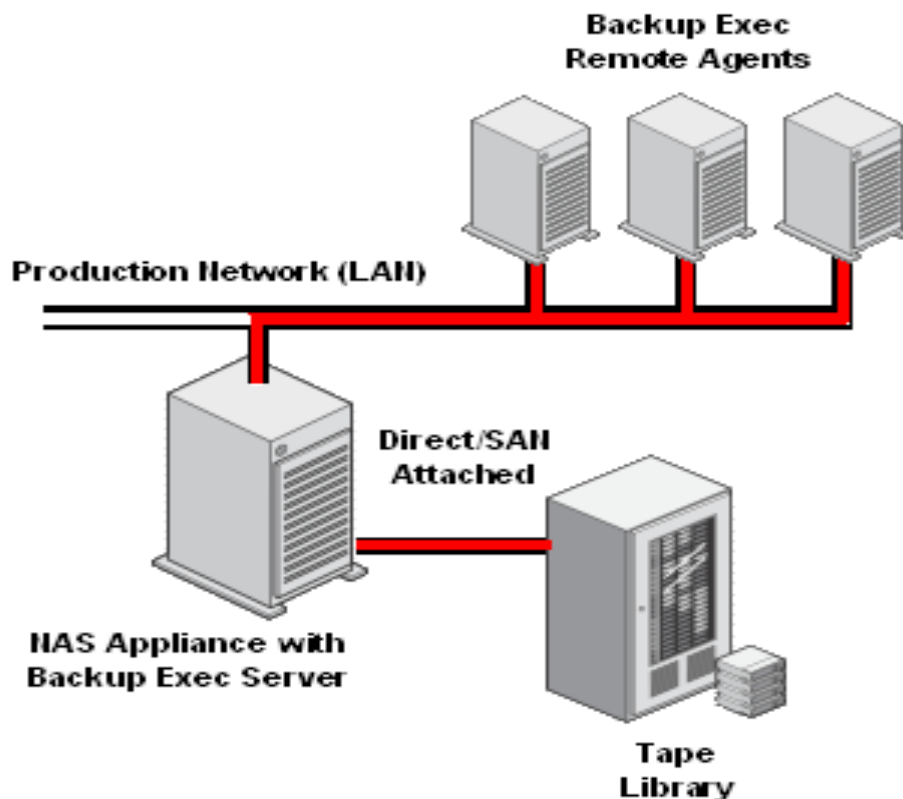 Backup Exec
Remote Agents
Production Network (LAN)
Direct/SAN
Attached
NAS Appliance with
Backup Exec Server
Tape
Library